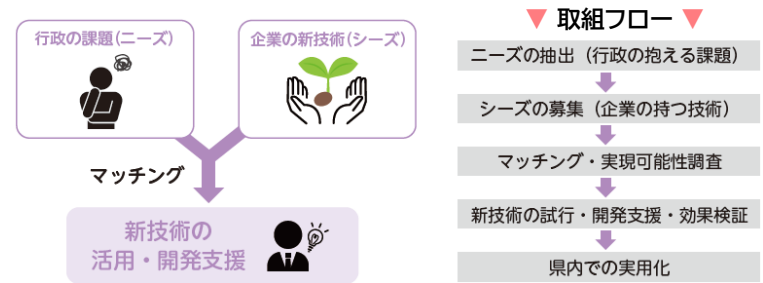 行政の課題(ニーズ)
企業の新技術(シーズ)
マッチング
新技術の
活用・開発支援
▼ 取組フロー ▼
ニーズの抽出（行政の抱える課題）
シーズの募集（企業の持つ技術）
マッチング・実現可能性調査
新技術の試行・開発支援・効果検証
県内での実用化